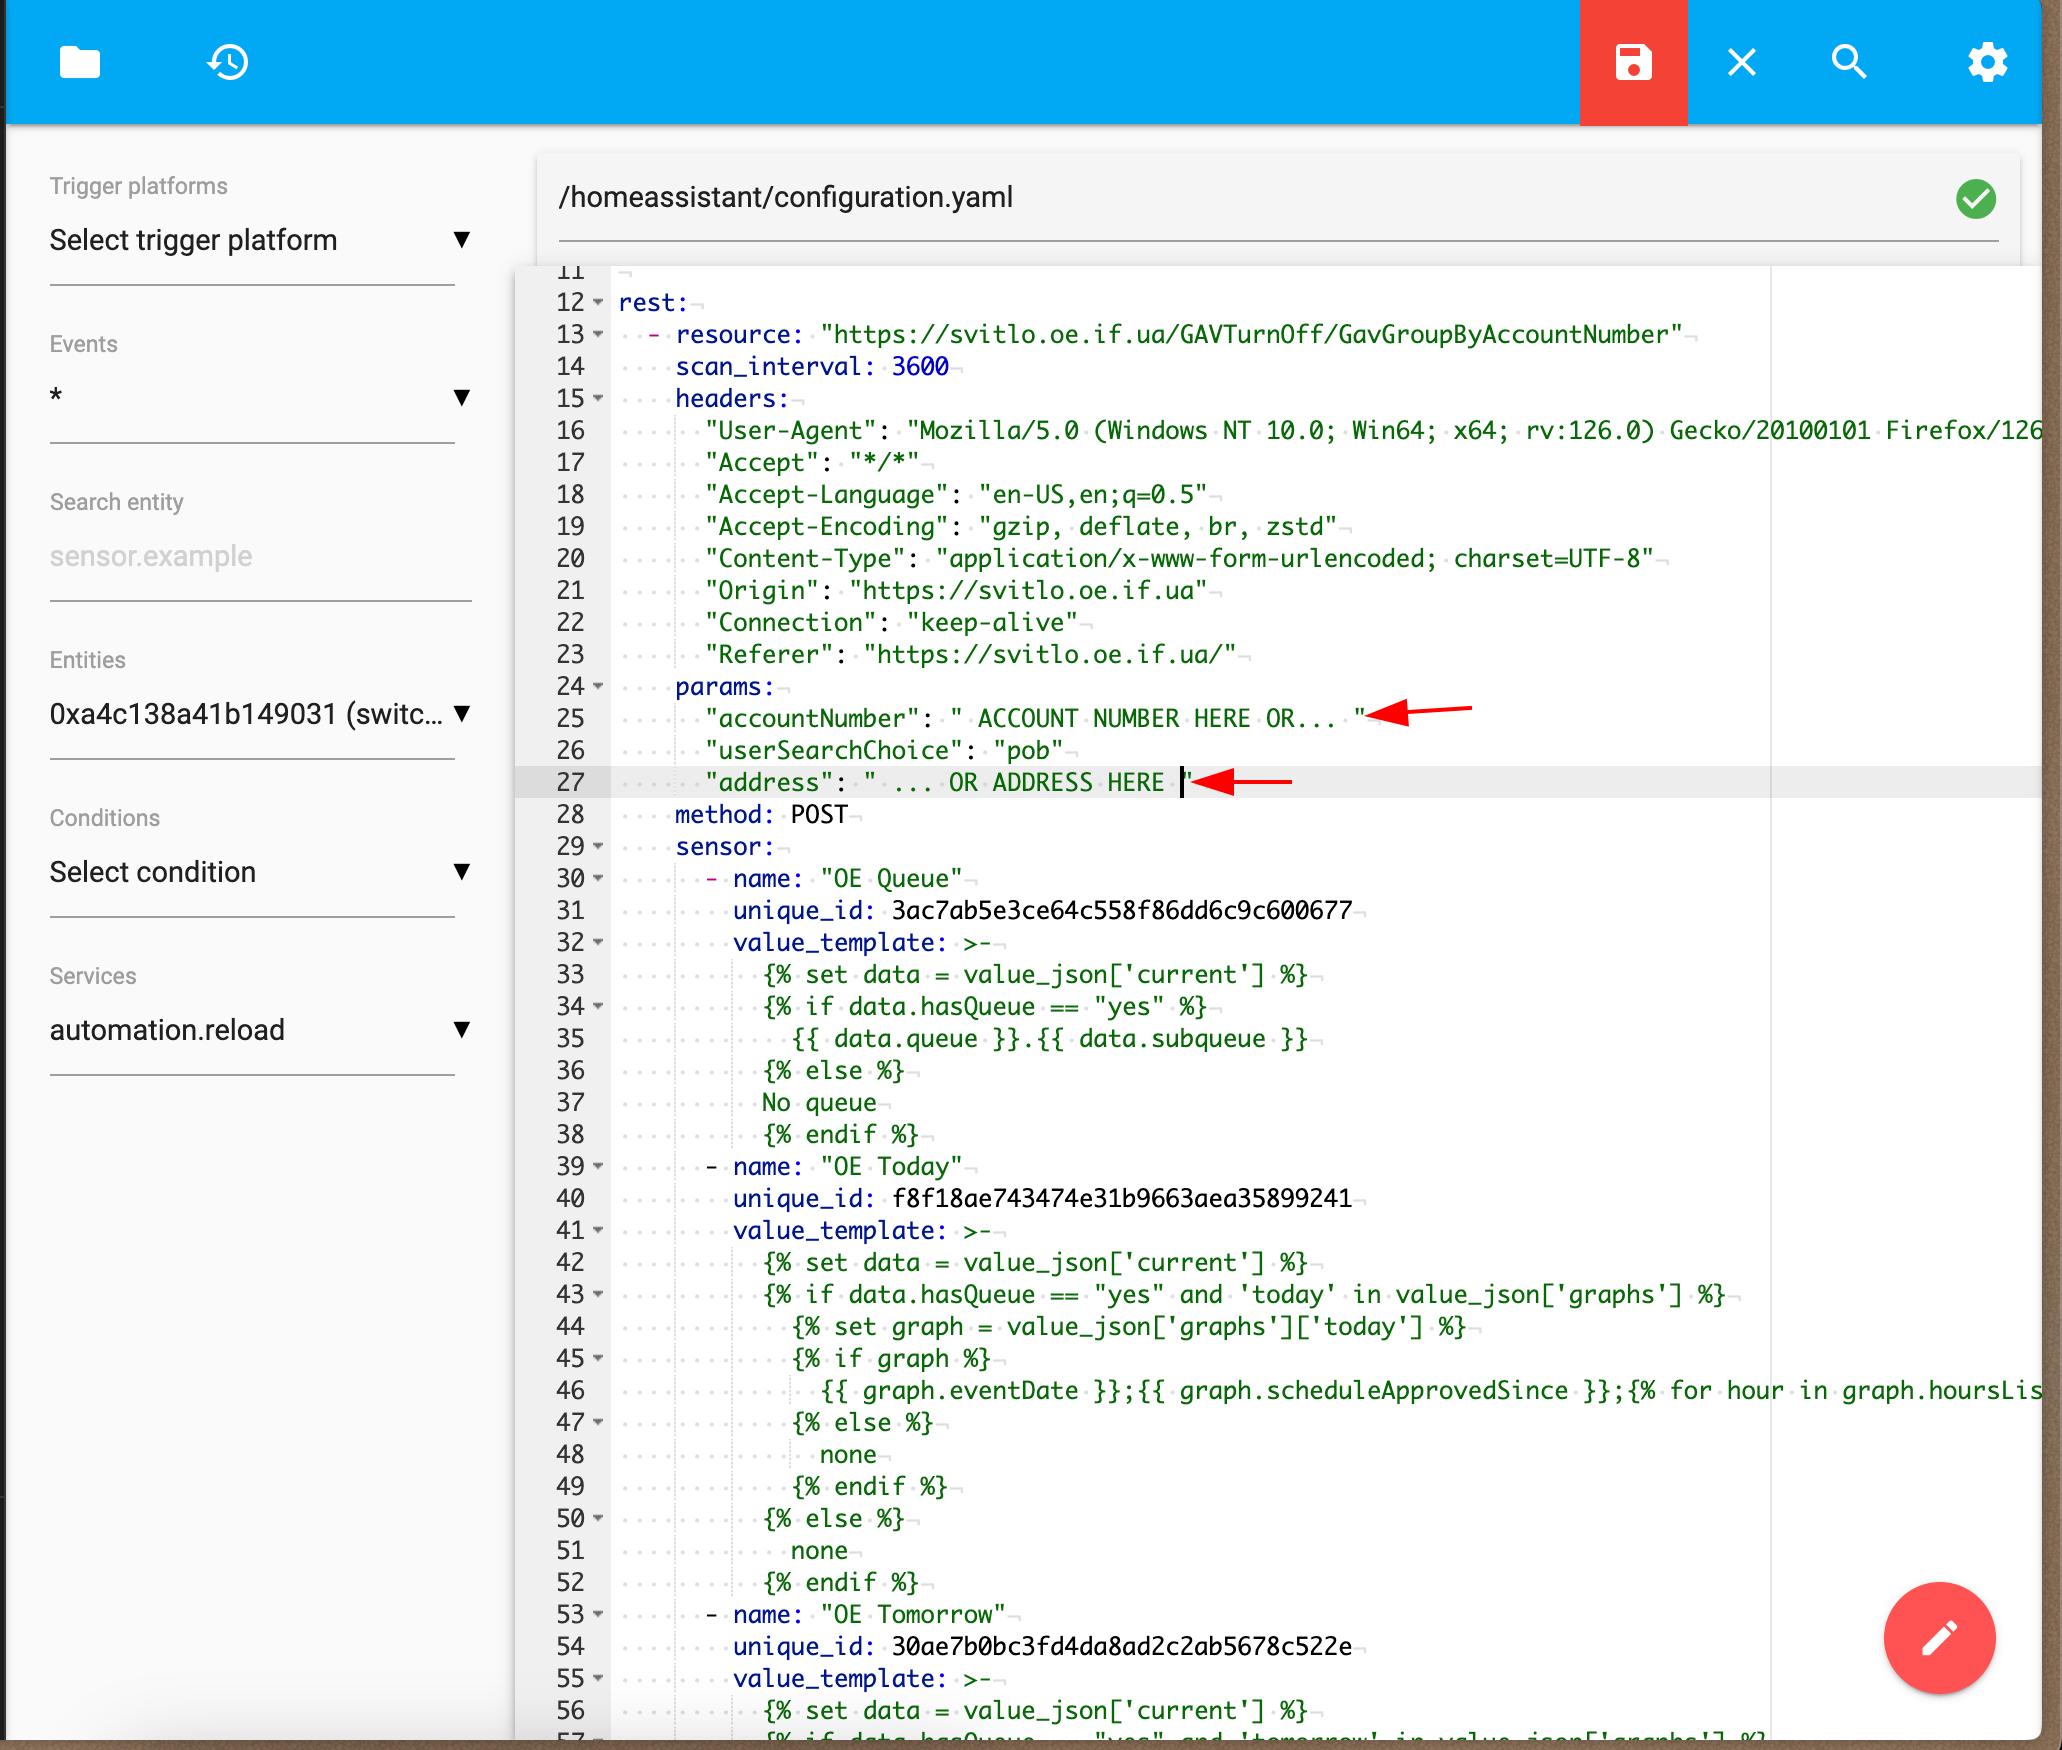 Trigger platforms
Select trigger platform
Events
*
Search entity
sensor.example
Entities
0xa4c138a41b149031 (switc...
Conditions
Select condition
Services
automation.reload
/homeassistant/configuration.yaml
11
12 rest:
13 - resource: "https://svitlo.oe.if.ua/GAVTurnOff/GavGroupByAccountNumber"
14 scan_interval: 3600
15 headers:
16 "User-Agent": "Mozilla/5.0 (Windows NT 10.0; Win64; x64; rv:126.0) Gecko/20100101 Firefox/126
17 "Accept": "*/*"
18 "Accept-Language": "en-US,en;q=0.5"
19 "Accept-Encoding": "gzip, deflate, br, zstd"
20 "Content-Type": "application/x-www-form-urlencoded; charset=UTF-8"
21 "Origin": "https://svitlo.oe.if.ua"
22 "Connection": "keep-alive"
23 "Referer": "https://svitlo.oe.if.ua/"
24 params:
25 "accountNumber": " ACCOUNT NUMBER HERE OR... "
26 "userSearchChoice": "pob"
27 "address": " ... OR ADDRESS HERE "
28 method: POST
29 sensor:
30 - name: "OE Queue"
31 unique_id: 3ac7ab5e3ce64c558f86dd6c9c600677
32 value_template: >-
33 {% set data = value_json['current'] %}
34 {% if data.hasQueue == "yes" %}
35 {{ data.queue }}.{{ data.subqueue }}
36 {% else %}
37 No queue
38 {% endif %}
39 - name: "OE Today"
40 unique_id: f8f18ae743474e31b9663aea35899241
41 value_template: >-
42 {% set data = value_json['current'] %}
43 {% if data.hasQueue == "yes" and 'today' in value_json['graphs'] %}
44 {% set graph = value_json['graphs']['today'] %}
45 {% if graph %}
46 {{ graph.eventDate }};{{ graph.scheduleApprovedSince }};{% for hour in graph.hoursLis
47 {% else %}
48 none
49 {% endif %}
50 {% else %}
51 none
52 {% endif %}
53 - name: "OE Tomorrow"
54 unique_id: 30ae7b0bc3fd4da8ad2c2ab5678c522e
55 value_template: >-
56 {% set data = value_json['current'] %}
57 {% if data.hasQueue == "yes" and 'tomorrow' in value_json['graphs'] %}